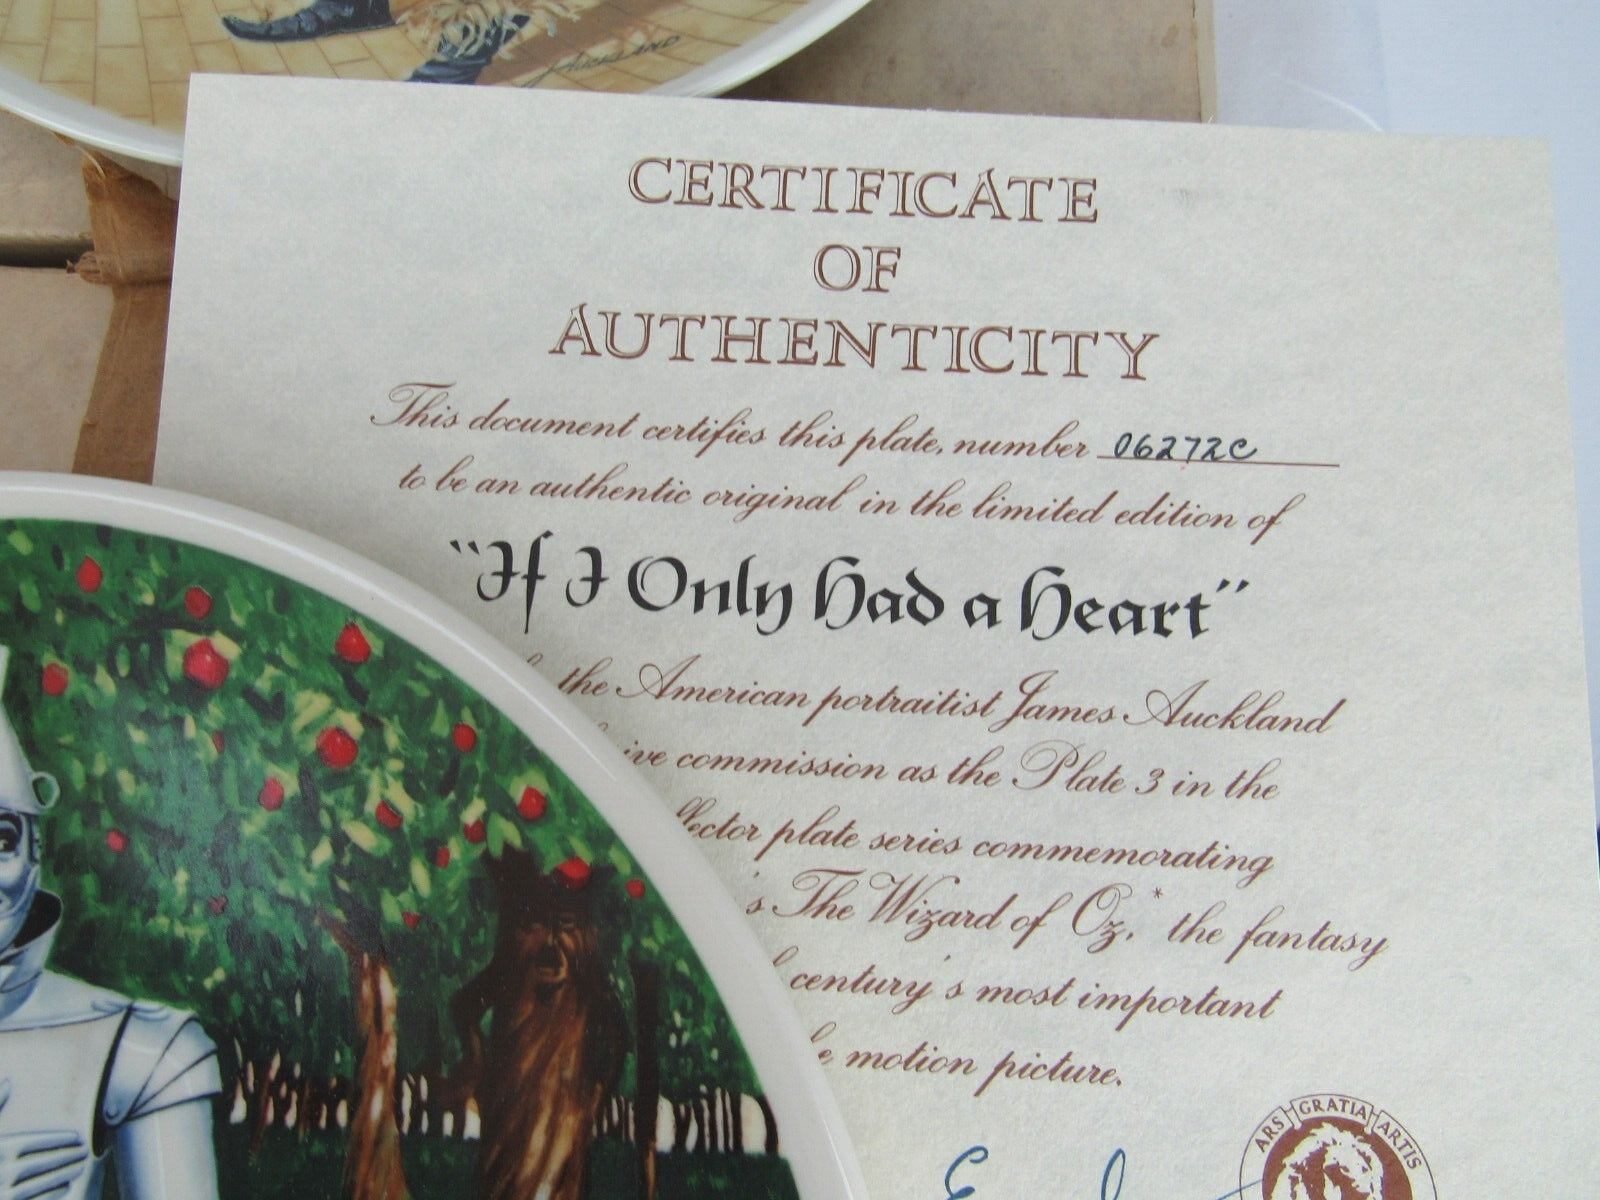 AUCKLAND
CERTIFICATE
OF
AUTHENTICITY
This document certifies this plate, number 06272C
to be an authentic original in the limited edition of
"If I Only Had a Heart"
the American portraitist James Auckland
commission as the Plate 3 in the
plate series commemorating
's The Wizard of Oz,* the fantasy
century's most important
motion picture.
ARS GRATIA ARTIS